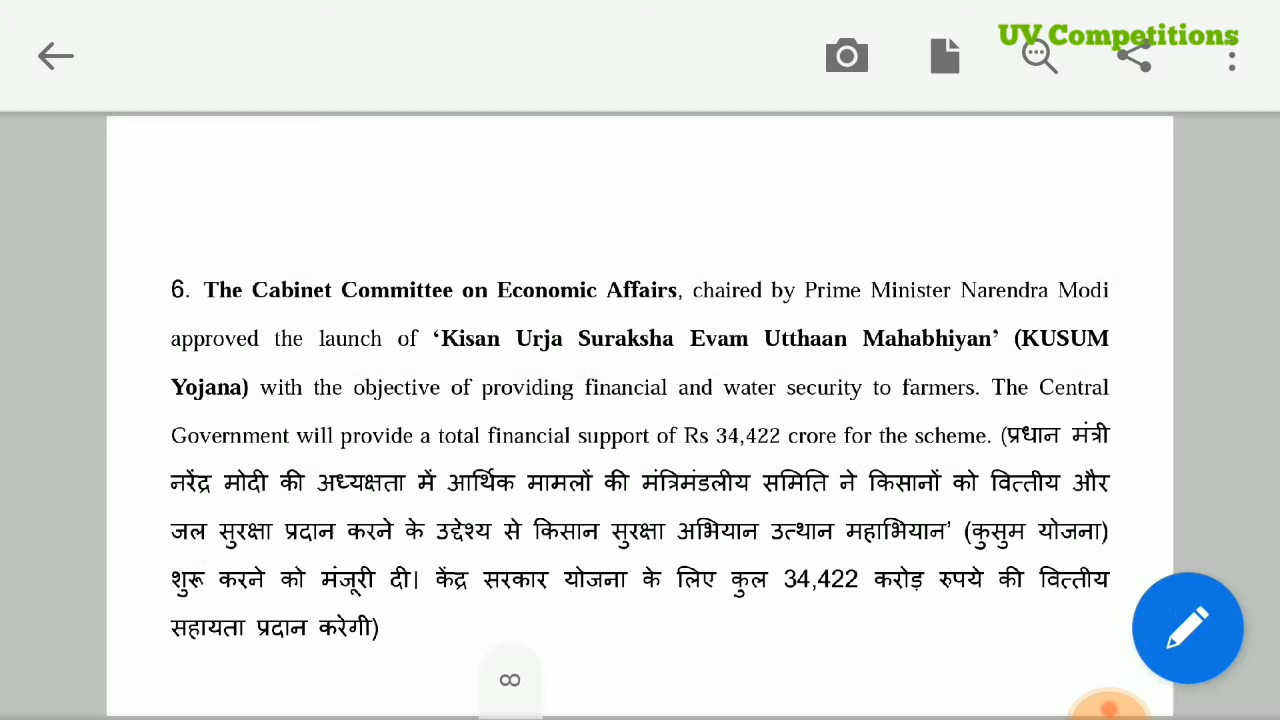 UV Competitions
6. The Cabinet Committee on Economic Affairs, chaired by Prime Minister Narendra Modi
approved the launch of ‘Kisan Urja Suraksha Evam Utthaan Mahabhiyan’ (KUSUM
Yojana) with the objective of providing financial and water security to farmers. The Central
Government will provide a total financial support of Rs 34,422 crore for the scheme. (प्रधान मंत्री
नरेंद्र मोदी की अध्यक्षता में आर्थिक मामलों की मंत्रिमंडलीय समिति ने किसानों को वित्तीय और
जल सुरक्षा प्रदान करने के उद्देश्य से किसान सुरक्षा अभियान उत्थान महाभियान’ (कुसुम योजना)
शुरू करने को मंजूरी दी। केंद्र सरकार योजना के लिए कुल 34,422 करोड़ रुपये की वित्तीय
सहायता प्रदान करेगी)
8